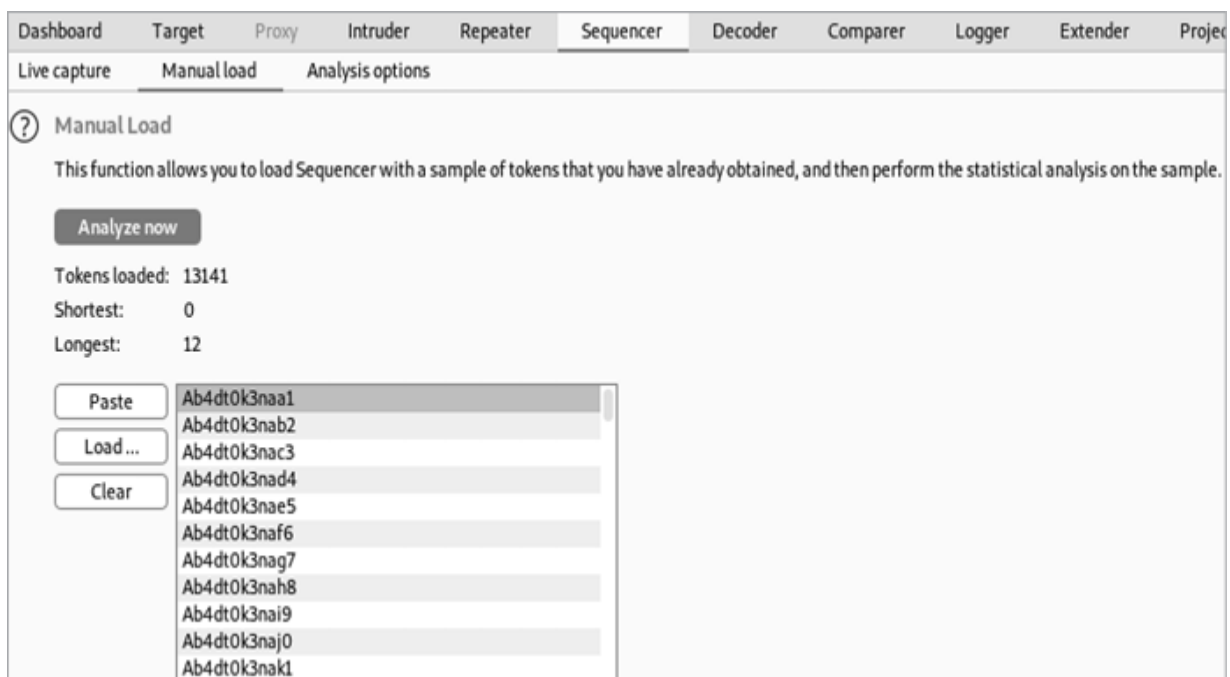 Dashboard Target Proxy Intruder Repeater Sequencer Decoder Comparer Logger Extender Projec
Live capture Manual load Analysis options
? Manual Load
This function allows you to load Sequencer with a sample of tokens that you have already obtained, and then perform the statistical analysis on the sample.
Analyze now
Tokens loaded: 13141
Shortest: 0
Longest: 12
Paste
Load ...
Clear
Ab4dt0k3naa1
Ab4dt0k3nab2
Ab4dt0k3nac3
Ab4dt0k3nad4
Ab4dt0k3nae5
Ab4dt0k3naf6
Ab4dt0k3nag7
Ab4dt0k3nah8
Ab4dt0k3nai9
Ab4dt0k3naj0
Ab4dt0k3nak1